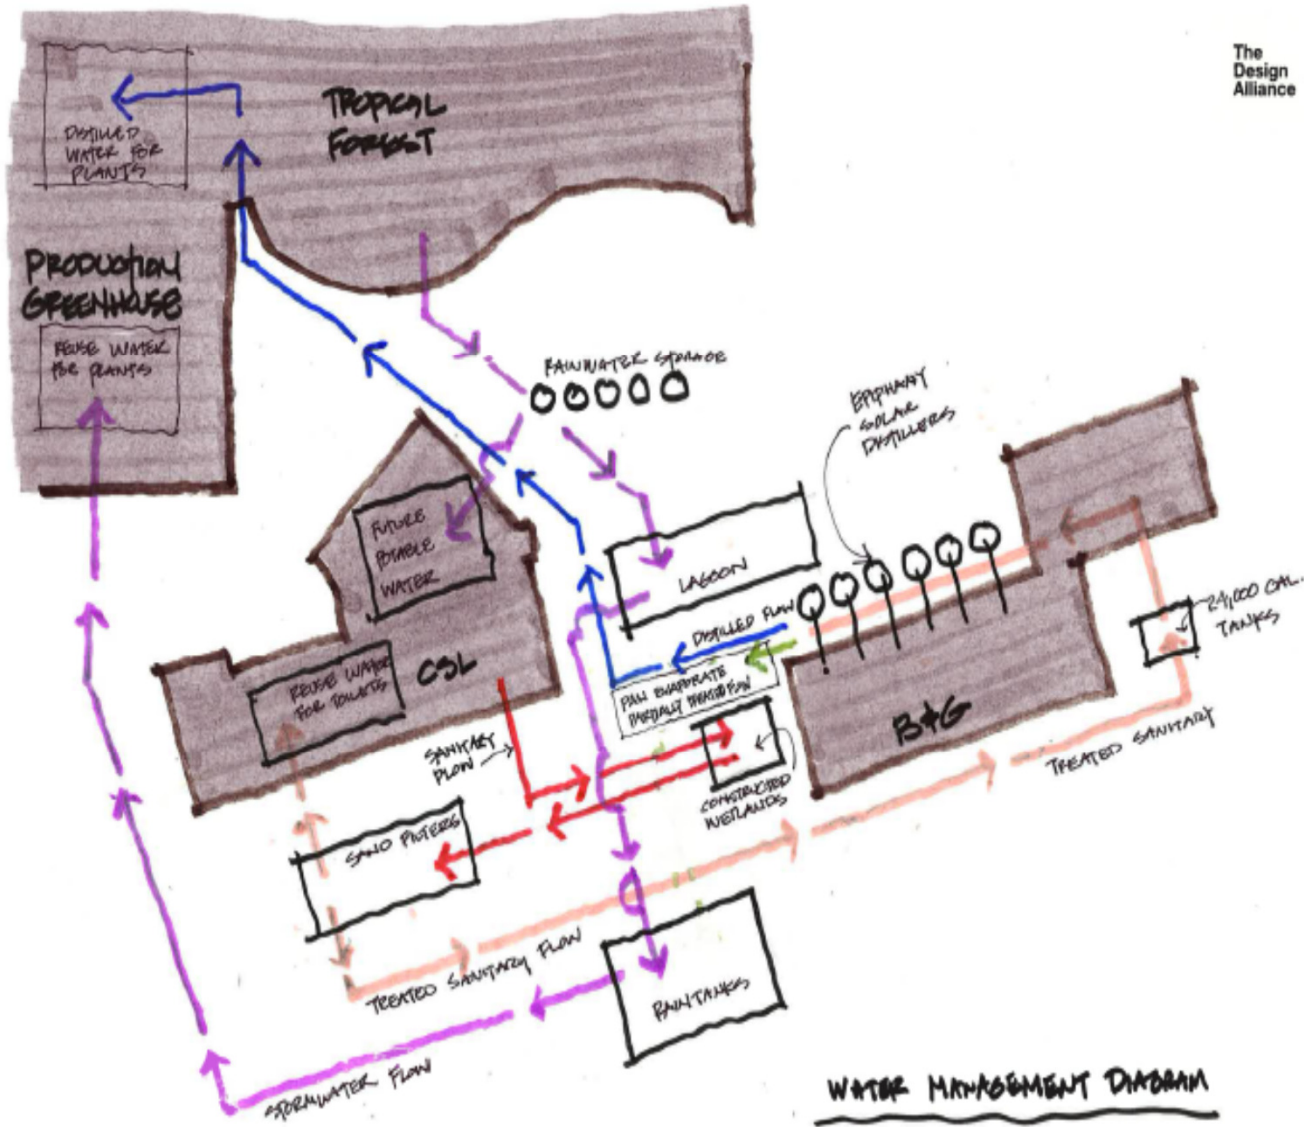 The
Design
Alliance
TROPICAL
FOREST
DISTILLED
WATER FOR
PLANTS
PRODUCTION
GREENHOUSE
REUSE WATER
FOR PLANTS
RAINWATER STORAGE
EPIPHANY
SOLAR
DISTILLERS
FUTURE
POTABLE
WATER
LAGOON
DISTILLED FLOW
24,000 GAL.
TANKS
REUSE WATER
FOR TOILETS
CSL
EVAPORATE
PARTIALLY TREATED FLOW
B&G
SANITARY
FLOW
CONSTRUCTED
WETLANDS
TREATED SANITARY
SAND FILTERS
TREATED SANITARY FLOW
RAINTANKS
STORMWATER FLOW
WATER MANAGEMENT DIAGRAM